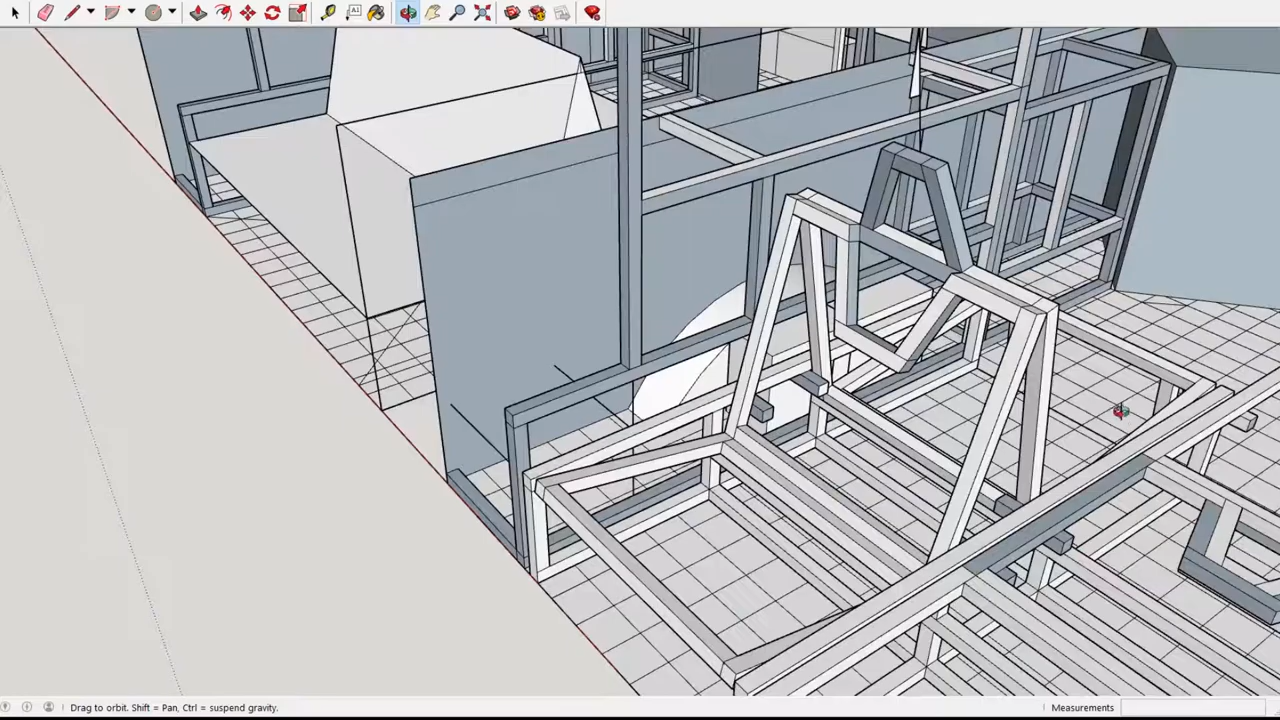 Drag to orbit. Shift = Pan, Ctrl = suspend gravity.
Measurements